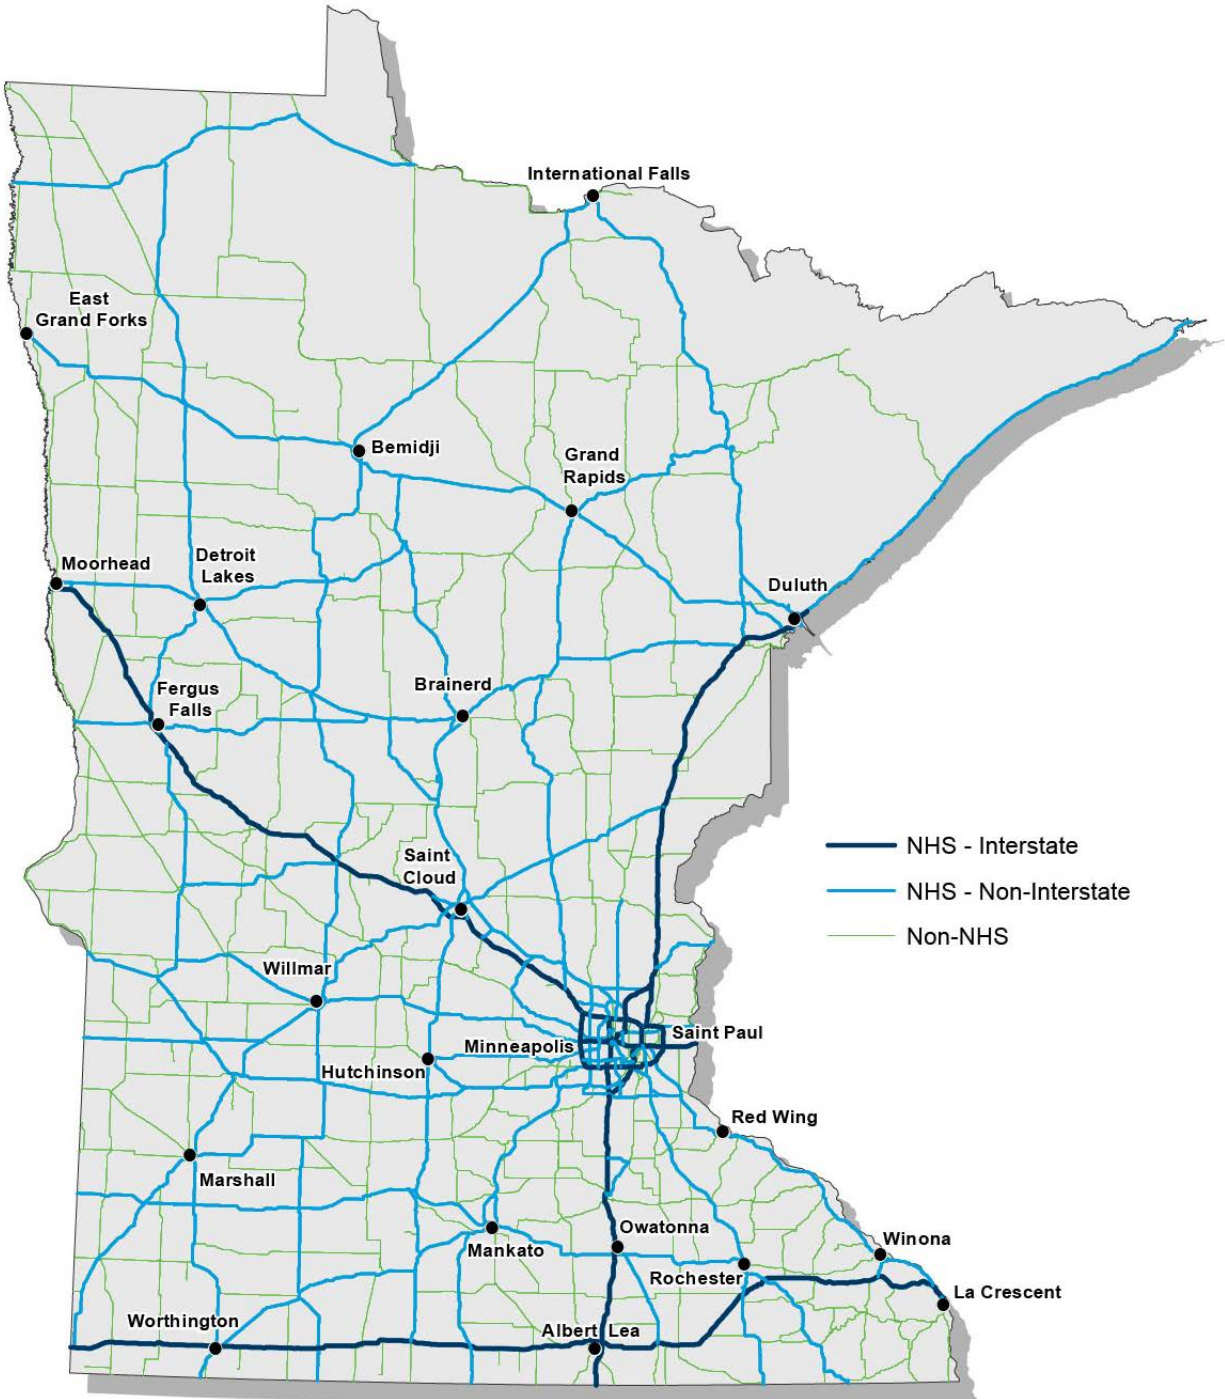 International Falls
East
Grand Forks
Bemidji
Grand
Rapids
Moorhead
Detroit
Lakes
Duluth
Fergus
Falls
Brainerd
NHS - Interstate
Saint
Cloud
NHS - Non-Interstate
Non-NHS
Willmar
Saint Paul
Minneapolis
Hutchinson
Red Wing
Marshall
Owatonna
Winona
Mankato
Rochester
La Crescent
Worthington
Albert Lea